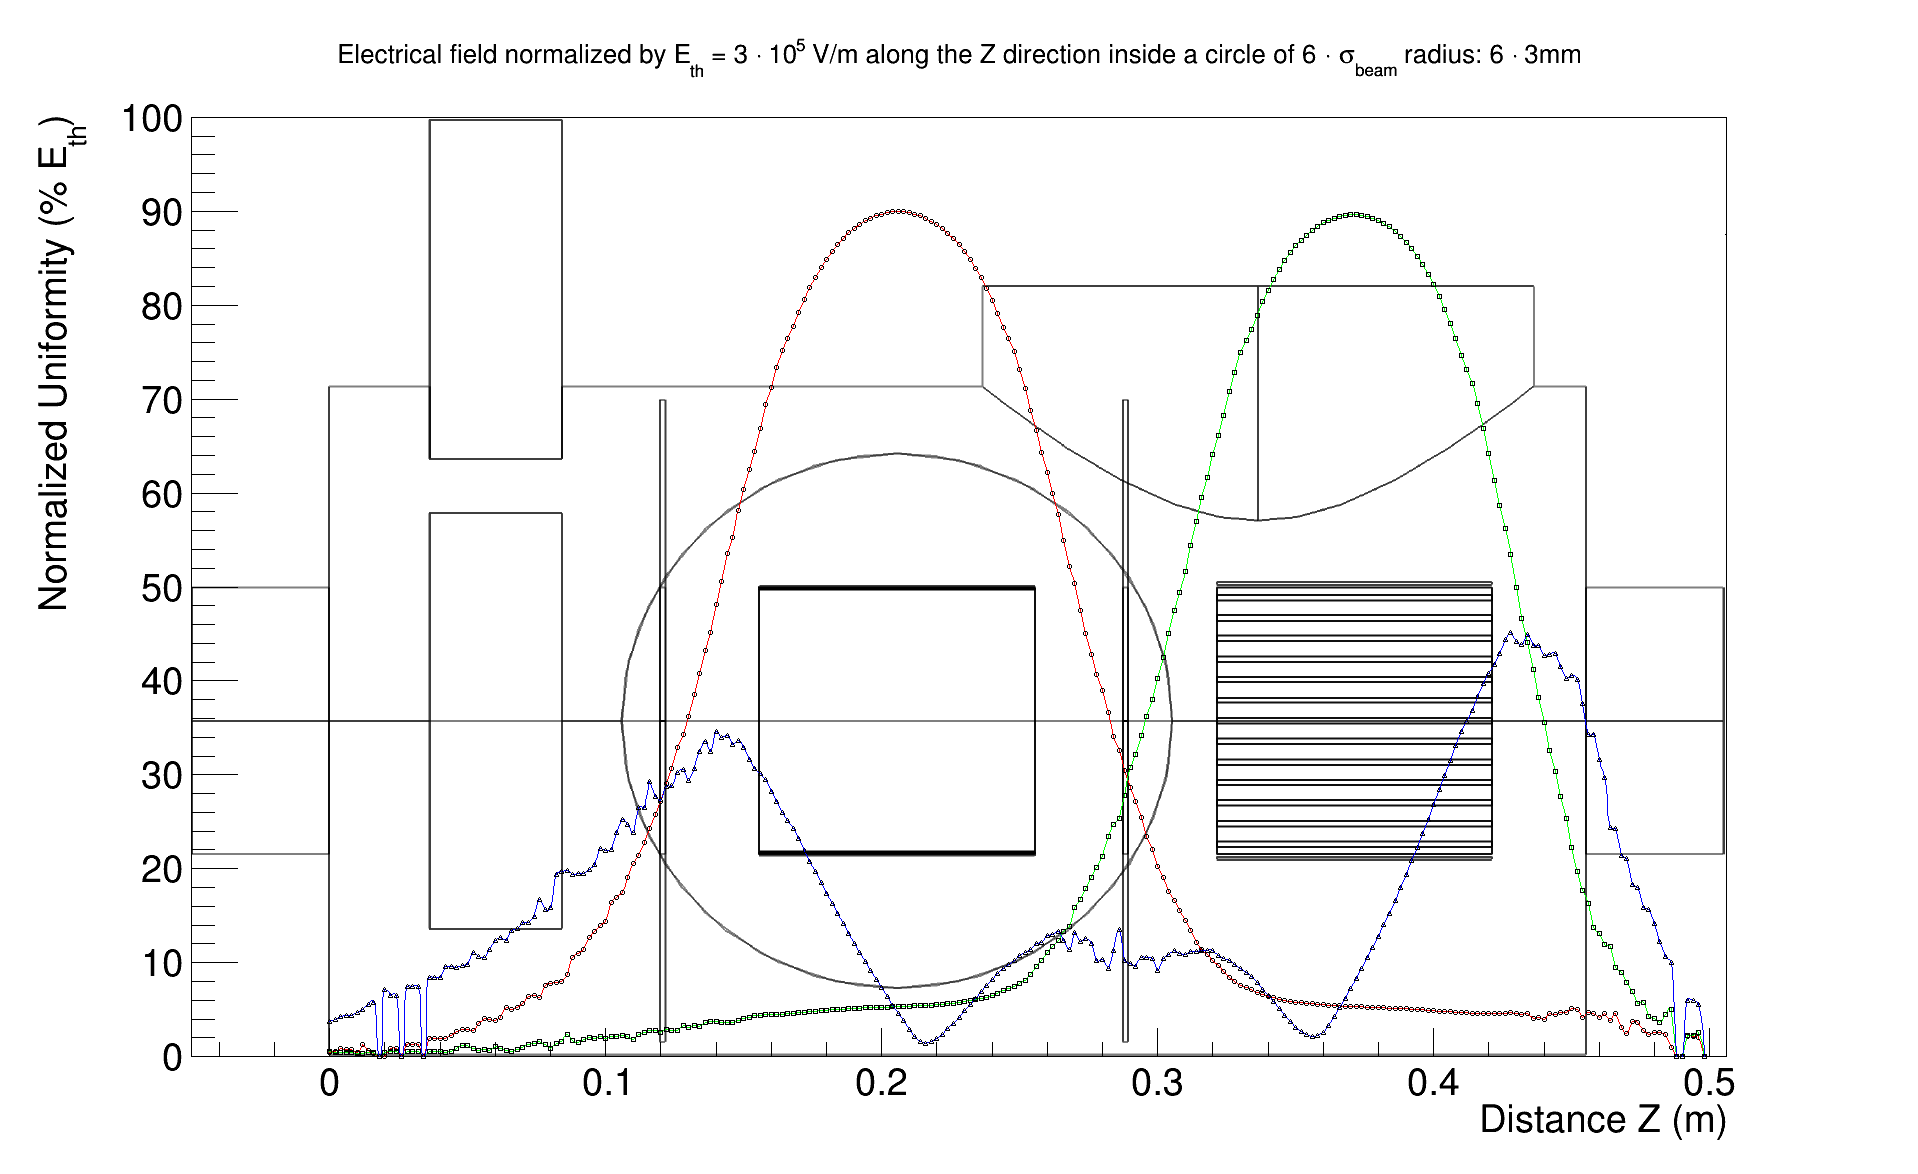 Electrical field normalized by E_th = 3 · 10^5 V/m along the Z direction inside a circle of 6 · σ_beam radius: 6 · 3mm
Normalized Uniformity (% E_th)
100
90
80
70
60
50
40
30
20
10
0
0 0.1 0.2 0.3 0.4 0.5
Distance Z (m)